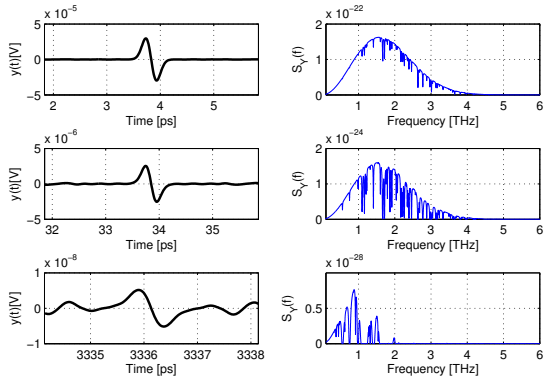 x 10^-5
5
0
-5
y(t)[V]
2 3 4 5
Time [ps]
x 10^-22
2
1
0
S_Y(f)
1 2 3 4 5 6
Frequency [THz]
x 10^-6
5
0
-5
y(t)[V]
32 33 34 35
Time [ps]
x 10^-24
2
1
0
S_Y(f)
1 2 3 4 5 6
Frequency [THz]
x 10^-8
1
0
-1
y(t)[V]
3335 3336 3337 3338
Time [ps]
x 10^-28
0.5
0
S_Y(f)
1 2 3 4 5 6
Frequency [THz]